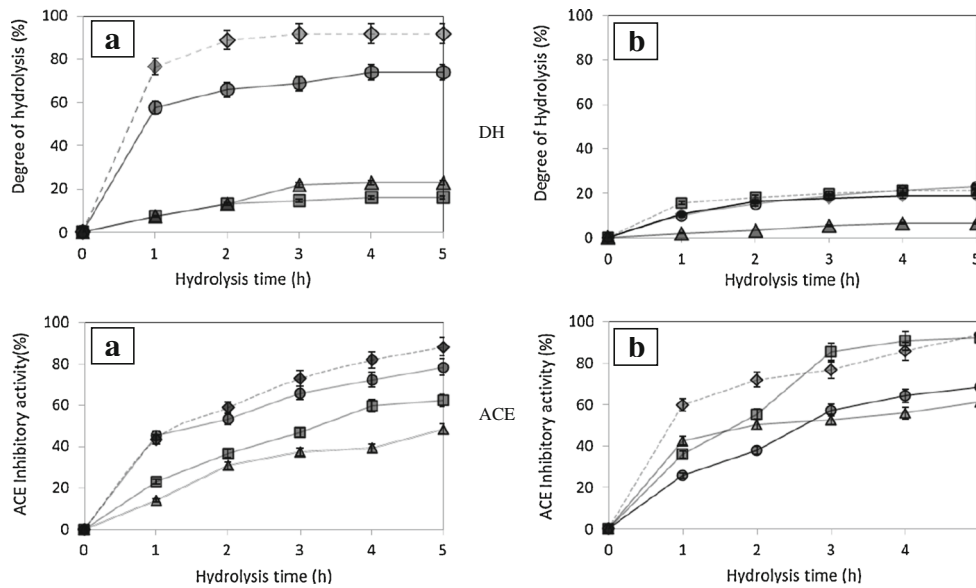 a
Degree of hydrolysis (%)
100
80
60
40
20
0
0 1 2 3 4 5
Hydrolysis time (h)
DH
b
Degree of Hydrolysis (%)
100
80
60
40
20
0
0 1 2 3 4 5
Hydrolysis time (h)
a
ACE Inhibitory activity(%)
100
80
60
40
20
0
0 1 2 3 4 5
Hydrolysis time (h)
ACE
b
ACE Inhibitory activity (%)
100
80
60
40
20
0
0 1 2 3 4
Hydrolysis time (h)